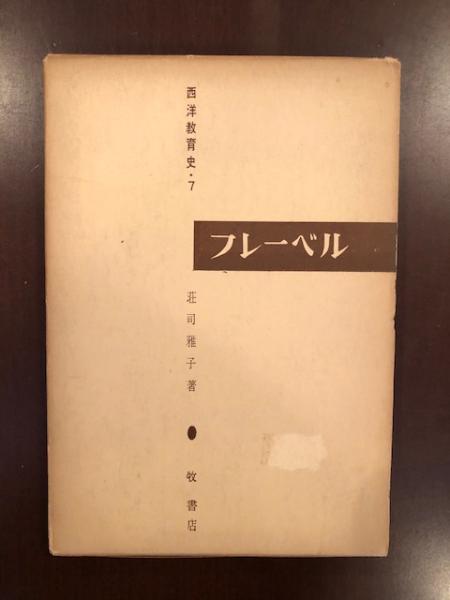 西洋教育史・7
フレーベル
荘司雅子著
牧書店